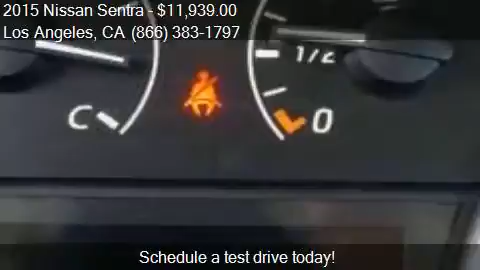 2015 Nissan Sentra - $11,939.00
Los Angeles, CA (866) 383-1797
1/2
C
0
Schedule a test drive today!